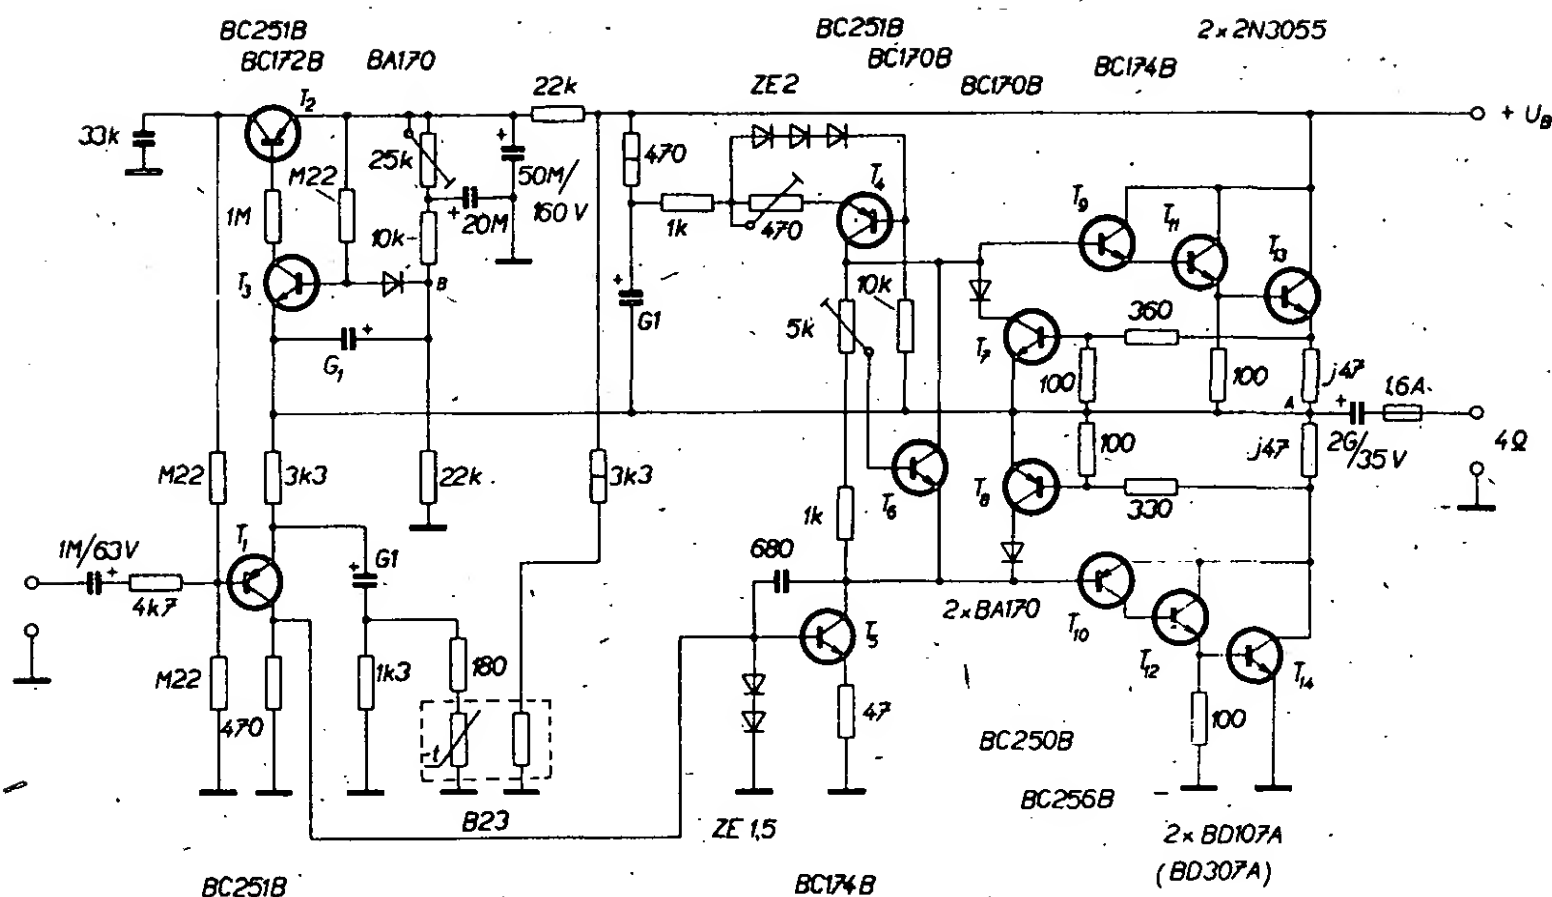 BC251B
BC172B
BA170
BC251B
BC170B
BC170B
BC174B
2×2N3055
T2
22k
ZE2
33k
25k
M22
1M
50M/
160 V
20M
10k
T3
B
G1
470
1k
470
T4
G1
5k
10k
T9
T11
T13
+ UB
T7
360
100
100
j47
A
1,6A
2G/35V
4Ω
j47
100
T8
330
T6
1k
M22
3k3
22k
3k3
1M/63V
T1
G1
4k7
680
T5
2×BA170
T10
T12
T14
M22
470
1k3
180
-t
47
100
B23
ZE 1,5
BC250B
BC256B
2×BD107A
(BD307A)
BC251B
BC174B